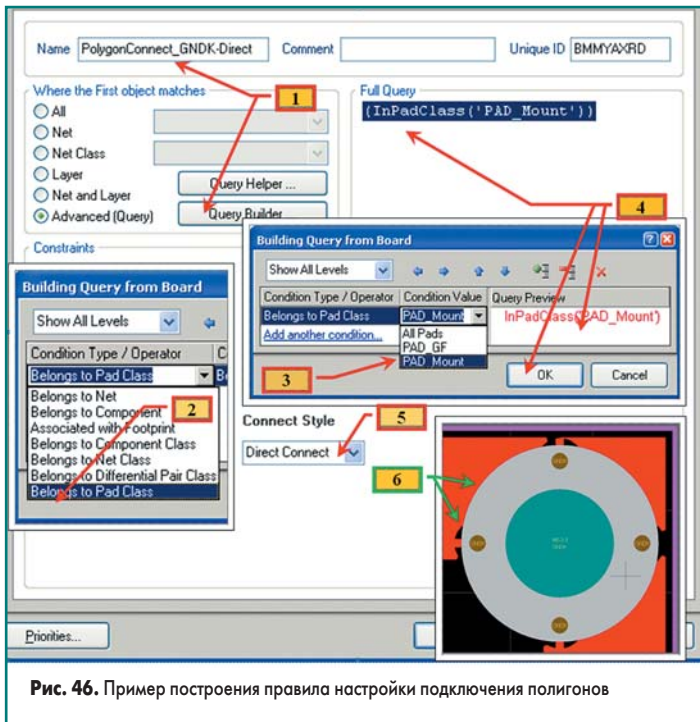 Name PolygonConnect_GNDK-Direct Comment Unique ID BMMYAXRD
Where the First object matches
Full Query
All
1
(InPadClass('PAD_Mount'))
Net
Net Class
Layer
Query Helper ...
Net and Layer
4
Advanced (Query)
Query Builder ...
Constraints
Building Query from Board
Show All Levels
Condition Type / Operator Condition Value Query Preview
Belongs to Pad Class PAD_Mount InPadClass('PAD_Mount')
Add another condition...
All Pads
PAD_GF
PAD_Mount
3
OK Cancel
Building Query from Board
Show All Levels
Condition Type / Operator C
Belongs to Pad Class
Belongs to Net
Belongs to Component
2
Associated with Footprint
Belongs to Component Class
Belongs to Net Class
Belongs to Differential Pair Class
Belongs to Pad Class
Connect Style
5
Direct Connect
6
Priorities...
Рис. 46. Пример построения правила настройки подключения полигонов